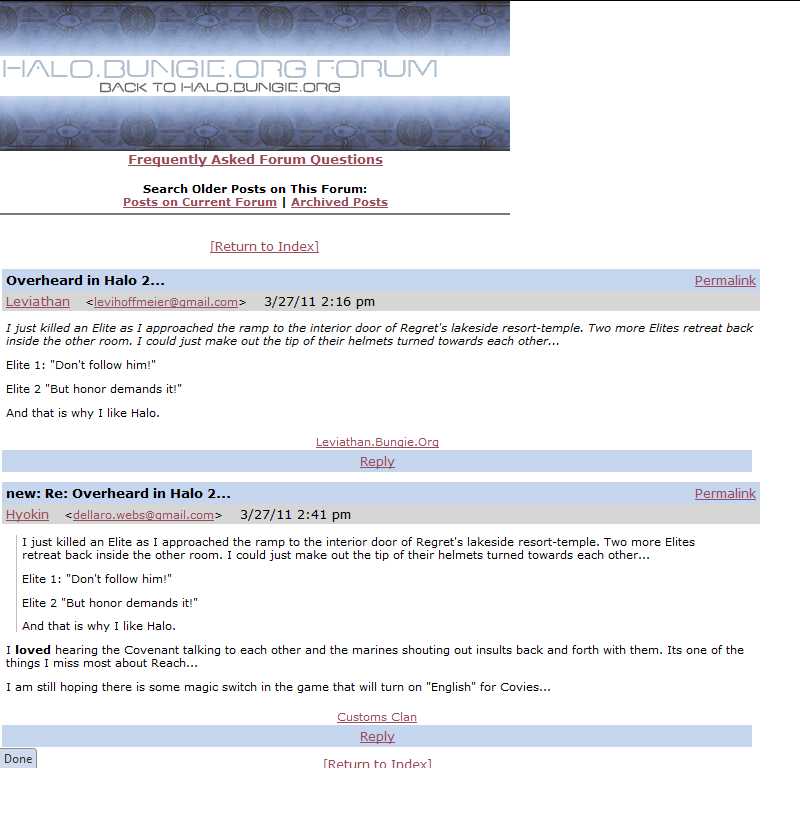 HALO.BUNGIE.ORG FORUM
BACK TO HALO.BUNGIE.ORG
Frequently Asked Forum Questions
Search Older Posts on This Forum:
Posts on Current Forum | Archived Posts
[Return to Index]
Overheard in Halo 2... Permalink
Leviathan <levihoffmeier@gmail.com> 3/27/11 2:16 pm
I just killed an Elite as I approached the ramp to the interior door of Regret's lakeside resort-temple. Two more Elites retreat back
inside the other room. I could just make out the tip of their helmets turned towards each other...
Elite 1: "Don't follow him!"
Elite 2 "But honor demands it!"
And that is why I like Halo.
Leviathan.Bungie.Org
Reply
new: Re: Overheard in Halo 2... Permalink
Hyokin <dellaro.webs@gmail.com> 3/27/11 2:41 pm
I just killed an Elite as I approached the ramp to the interior door of Regret's lakeside resort-temple. Two more Elites
retreat back inside the other room. I could just make out the tip of their helmets turned towards each other...
Elite 1: "Don't follow him!"
Elite 2 "But honor demands it!"
And that is why I like Halo.
I loved hearing the Covenant talking to each other and the marines shouting out insults back and forth with them. Its one of the
things I miss most about Reach...
I am still hoping there is some magic switch in the game that will turn on "English" for Covies...
Customs Clan
Reply
Done
[Return to Index]